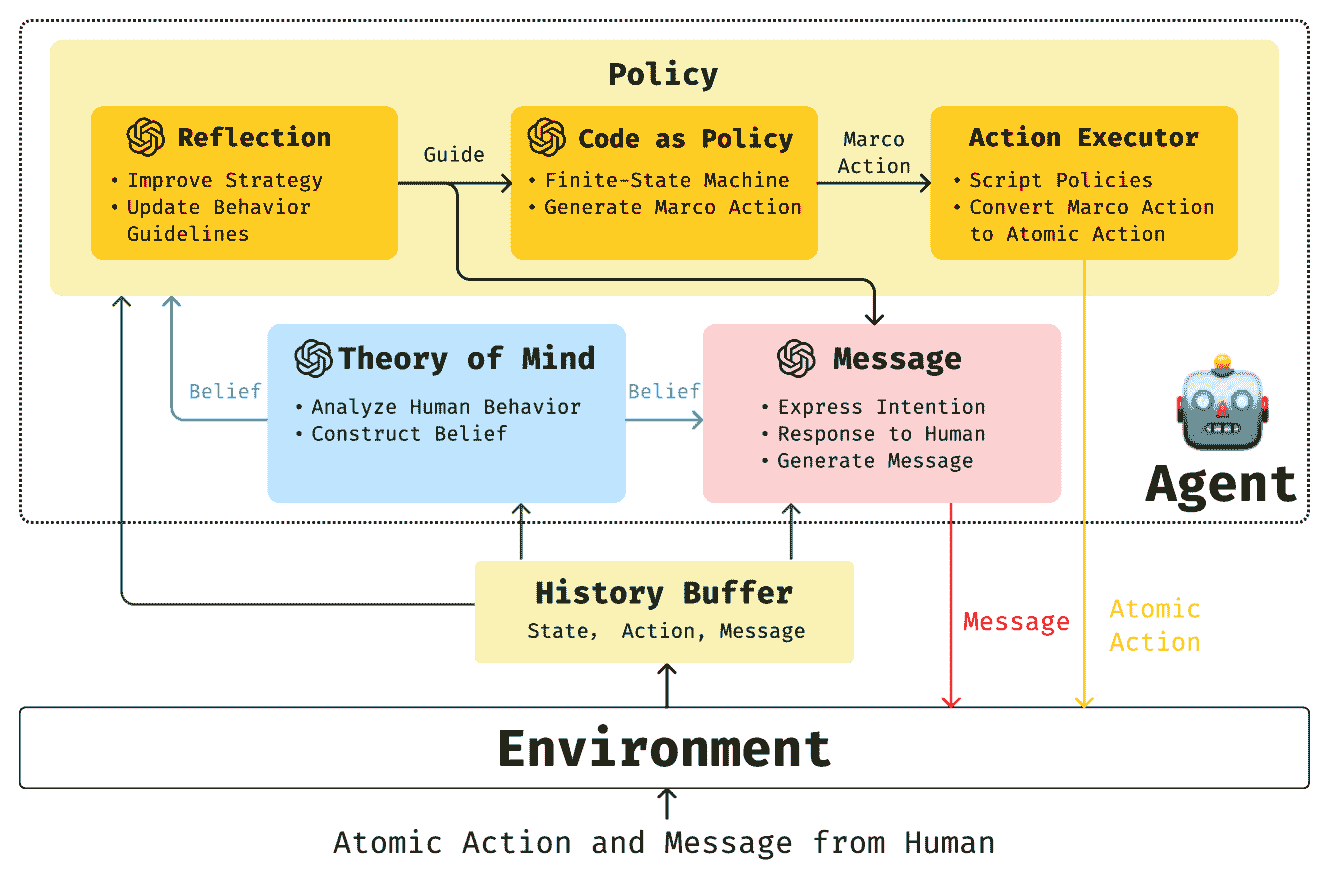 Policy
Reflection
• Improve Strategy
• Update Behavior
Guidelines
Guide
Code as Policy
• Finite-State Machine
• Generate Marco Action
Marco
Action
Action Executor
• Script Policies
• Convert Marco Action
to Atomic Action
Belief
Theory of Mind
• Analyze Human Behavior
• Construct Belief
Belief
Message
• Express Intention
• Response to Human
• Generate Message
Agent
History Buffer
State, Action, Message
Message
Atomic
Action
Environment
Atomic Action and Message from Human